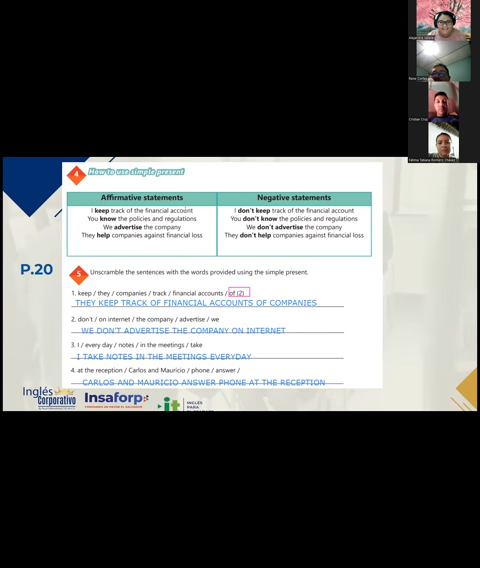 4 How to use simple present
Affirmative statements Negative statements
I keep track of the financial account I don't keep track of the financial account
You know the policies and regulations You don't know the policies and regulations
We advertise the company We don't advertise the company
They help companies against financial loss They don't help companies against financial loss
P.20
5 Unscramble the sentences with the words provided using the simple present.
1. keep / they / companies / track / financial accounts / of (2)
THEY KEEP TRACK OF FINANCIAL ACCOUNTS OF COMPANIES
2. don't / on internet / the company / advertise / we
WE DON'T ADVERTISE THE COMPANY ON INTERNET
3. I / every day / notes / in the meetings / take
I TAKE NOTES IN THE MEETINGS EVERYDAY
4. at the reception / Carlos and Mauricio / phone / answer /
CARLOS AND MAURICIO ANSWER PHONE AT THE RECEPTION
Inglés
Corporativo
Insaforp
it
INGLÉS
PARA